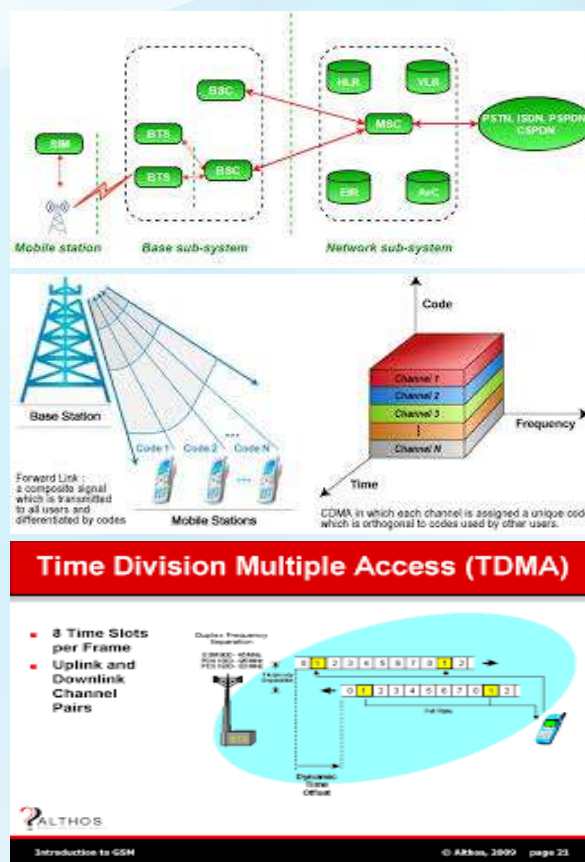 HLR
VLR
BSC
MSC
PSTN, ISDN, PSPDN,
CSPDN
BTS
SIM
BTS
BSC
EIR
AuC
Mobile station
Base sub-system
Network sub-system
Base Station
Code 1
Code 2
...
Code N
Forward Link :
a composite signal
which is transmitted
to all users and
differentiated by codes
Mobile Stations
Code
Channel 1
Channel 2
Channel 3
Channel N
Frequency
Time
CDMA in which each channel is assigned a unique code
which is orthogonal to codes used by other users.
Time Division Multiple Access (TDMA)
8 Time Slots
per Frame
Uplink and
Downlink
Channel
Pairs
Duplex Frequency
Separation
0 1 2 3 4 5 6 7 0 1 2
0 1 2 3 4 5 6 7 0 1 2
BTS
Dynamic
Time
Offset
ALTHOS
Introduction to GSM
© Althos, 2009 page 21